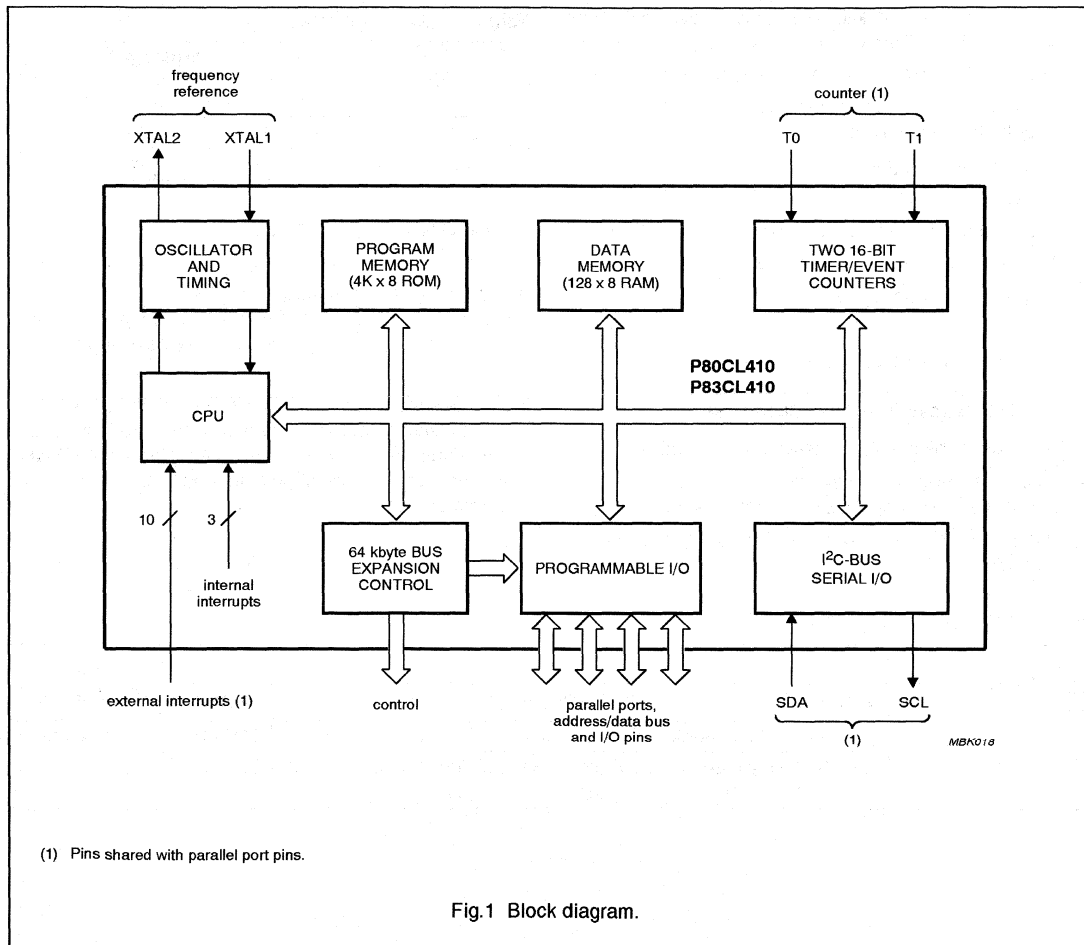 frequency
reference
counter (1)
XTAL2
XTAL1
T0
T1
OSCILLATOR
AND
TIMING
PROGRAM
MEMORY
(4K x 8 ROM)
DATA
MEMORY
(128 x 8 RAM)
TWO 16-BIT
TIMER/EVENT
COUNTERS
P80CL410
P83CL410
CPU
10
3
internal
interrupts
64 kbyte BUS
EXPANSION
CONTROL
PROGRAMMABLE I/O
I²C-BUS
SERIAL I/O
external interrupts (1)
control
parallel ports,
address/data bus
and I/O pins
SDA
SCL
(1)
MBK018
(1) Pins shared with parallel port pins.
Fig.1 Block diagram.